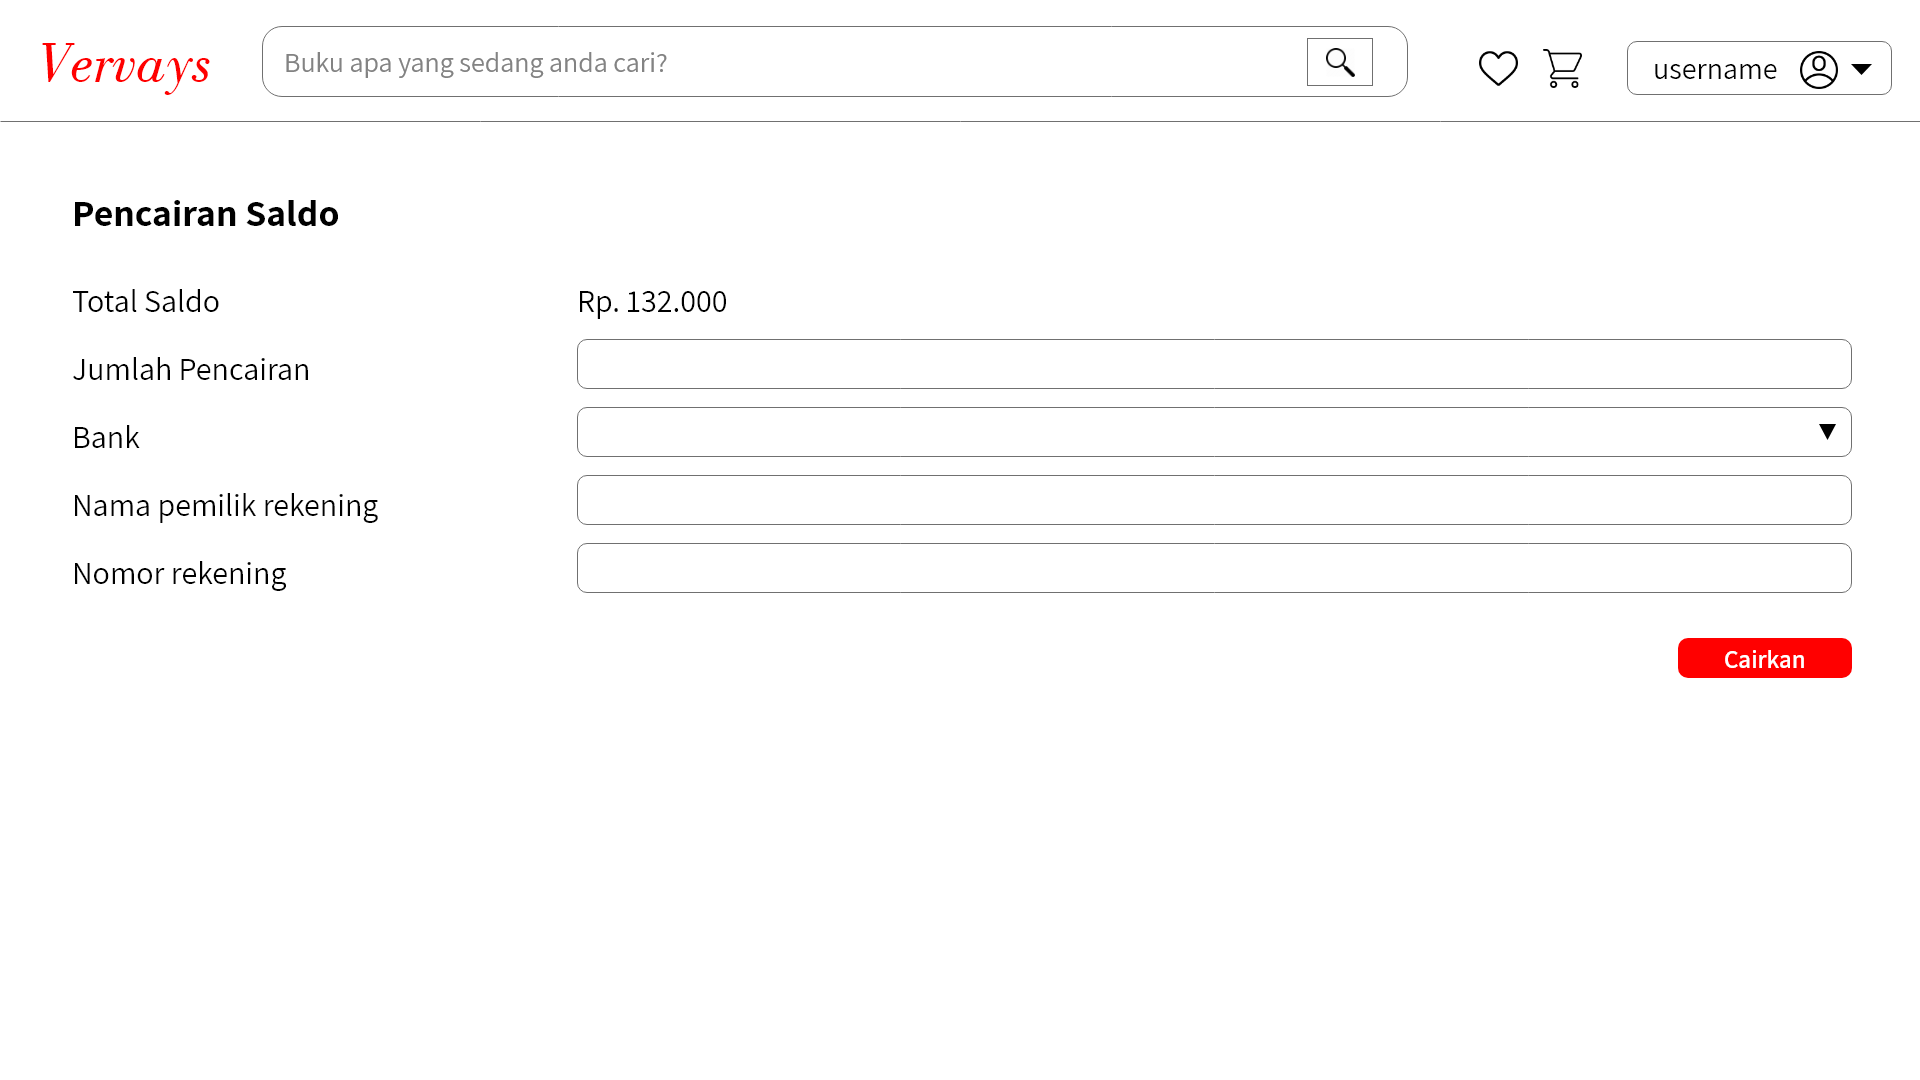 Vervays
Buku apa yang sedang anda cari?
username
Pencairan Saldo
Total Saldo
Rp. 132.000
Jumlah Pencairan
Bank
Nama pemilik rekening
Nomor rekening
Cairkan